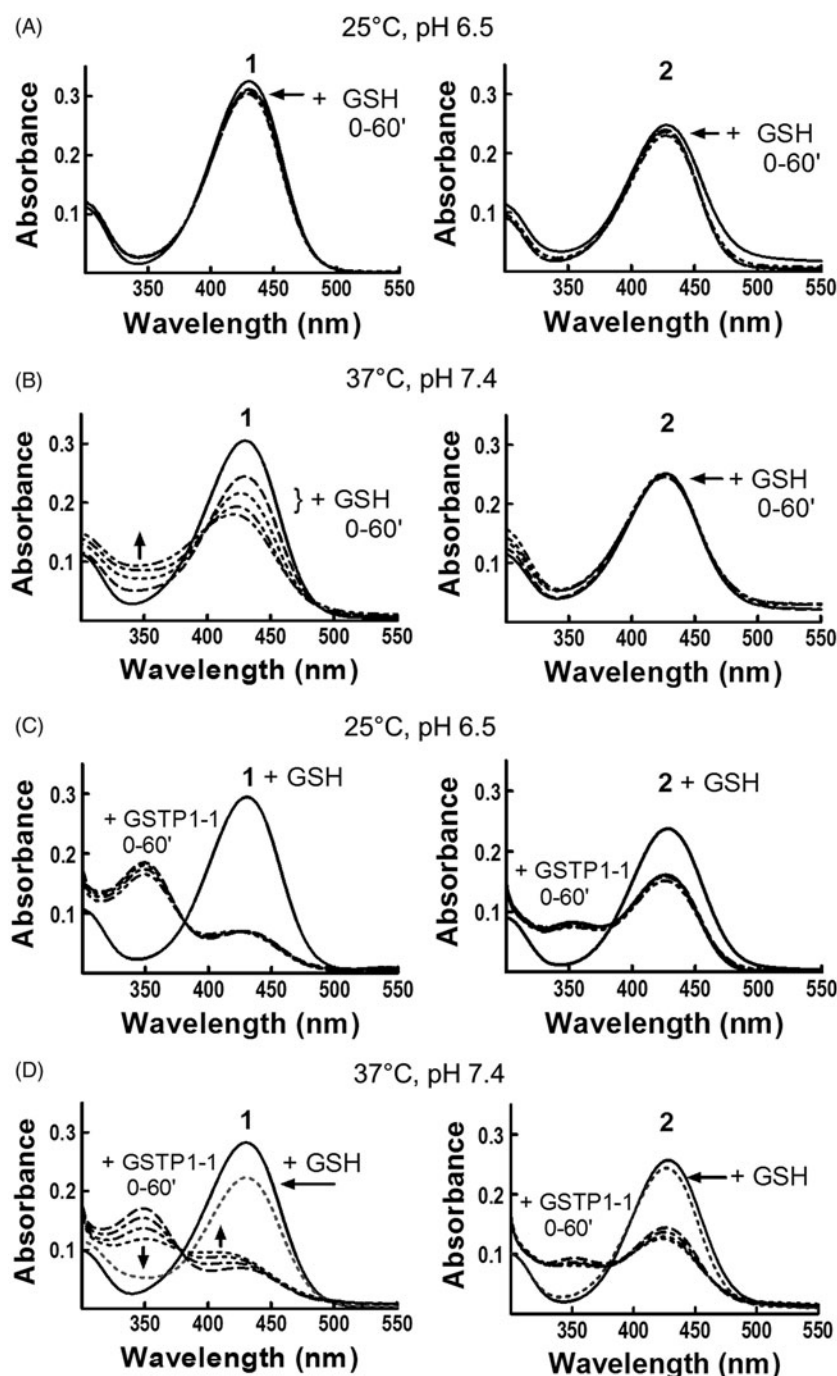 (A)
25°C, pH 6.5
1
+ GSH
0-60'
Absorbance
0.3
0.2
0.1
350 400 450 500 550
Wavelength (nm)
2
+ GSH
0-60'
Absorbance
0.3
0.2
0.1
350 400 450 500 550
Wavelength (nm)
(B)
37°C, pH 7.4
1
} + GSH
0-60'
Absorbance
0.3
0.2
0.1
350 400 450 500 550
Wavelength (nm)
2
+ GSH
0-60'
Absorbance
0.3
0.2
0.1
350 400 450 500 550
Wavelength (nm)
(C)
25°C, pH 6.5
1 + GSH
+ GSTP1-1
0-60'
Absorbance
0.3
0.2
0.1
350 400 450 500 550
Wavelength (nm)
2 + GSH
+ GSTP1-1
0-60'
Absorbance
0.3
0.2
0.1
350 400 450 500 550
Wavelength (nm)
(D)
37°C, pH 7.4
1
+ GSTP1-1
0-60'
+ GSH
Absorbance
0.3
0.2
0.1
350 400 450 500 550
Wavelength (nm)
2
+ GSH
+ GSTP1-1
0-60'
Absorbance
0.3
0.2
0.1
350 400 450 500 550
Wavelength (nm)